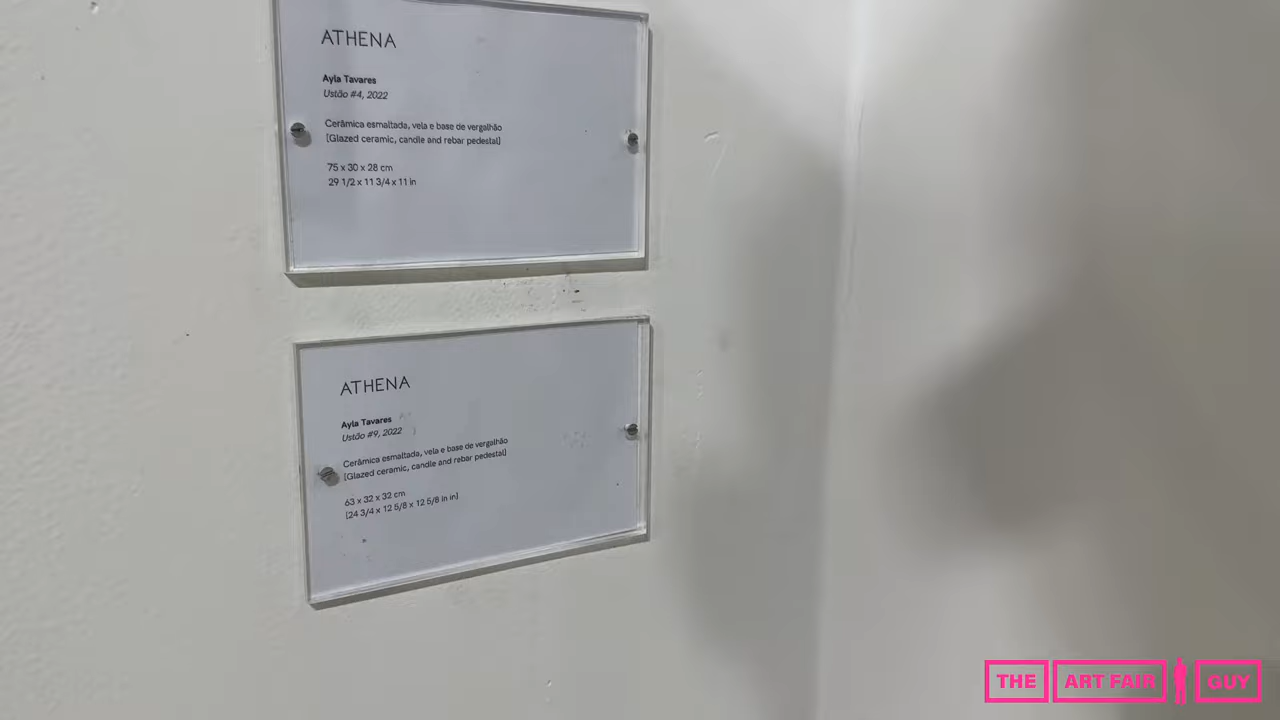 ATHENA
Ayla Tavares
Ustão #4, 2022
Cerâmica esmaltada, vela e base de vergalhão
[Glazed ceramic, candle and rebar pedestal]
75 x 30 x 28 cm
29 1/2 x 11 3/4 x 11 in
ATHENA
Ayla Tavares
Ustão #9, 2022
Cerâmica esmaltada, vela e base de vergalhão
[Glazed ceramic, candle and rebar pedestal]
63 x 32 x 32 cm
[24 3/4 x 12 5/8 x 12 5/8 in in]
THE ART FAIR GUY